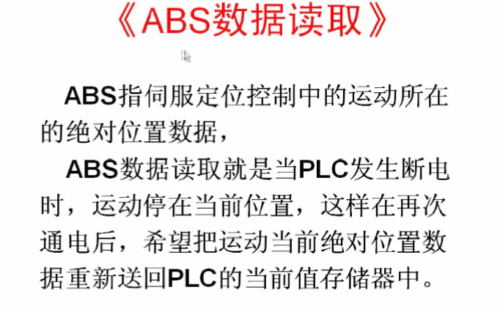 《ABS数据读取》
ABS指伺服定位控制中的运动所在
的绝对位置数据，
ABS数据读取就是当PLC发生断电
时，运动停在当前位置，这样在再次
通电后，希望把运动当前绝对位置数
据重新送回PLC的当前值存储器中。